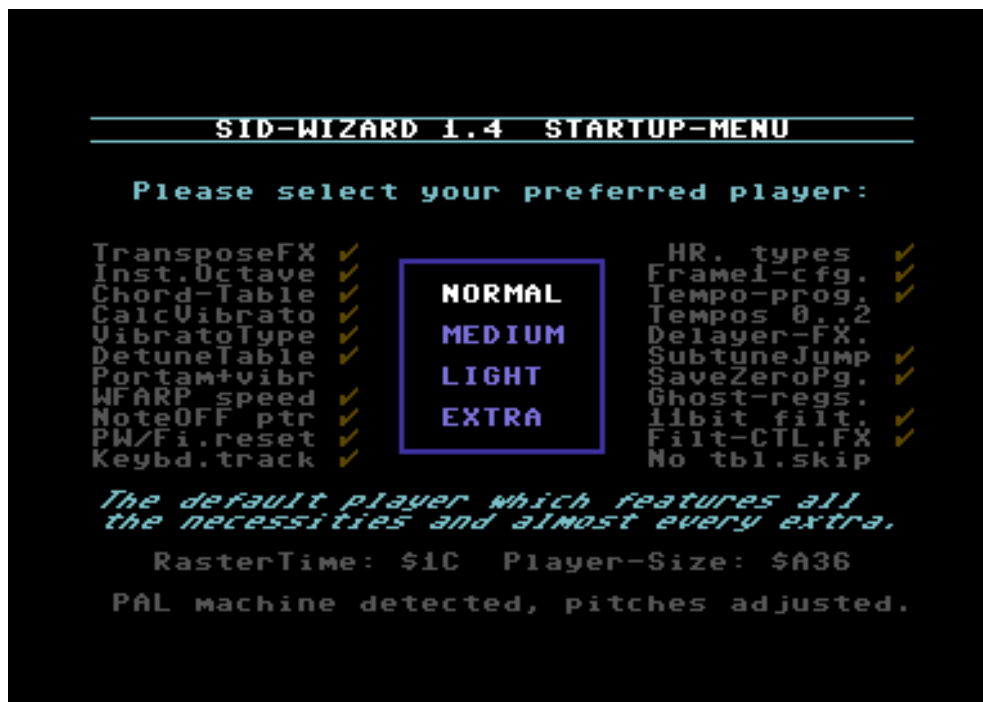 SID-WIZARD 1.4 STARTUP-MENU
Please select your preferred player:
TransposeFX ✔
Inst.Octave ✔
Chord-Table ✔
CalcVibrato ✔
VibratoType ✔
DetuneTable ✔
Portam+vibr
WFARP speed ✔
NoteOFF ptr ✔
PW/Fi.reset ✔
Keybd.track ✔
NORMAL
MEDIUM
LIGHT
EXTRA
HR. types ✔
Frame1-cfg. ✔
Tempo-prog. ✔
Tempos 0..2
Delayer-FX.
SubtuneJump ✔
SaveZeroPg. ✔
Ghost-regs.
11bit filt. ✔
Filt-CTL.FX ✔
No tbl.skip
The default player which features all
the necessities and almost every extra.
RasterTime: $1C Player-Size: $A36
PAL machine detected, pitches adjusted.